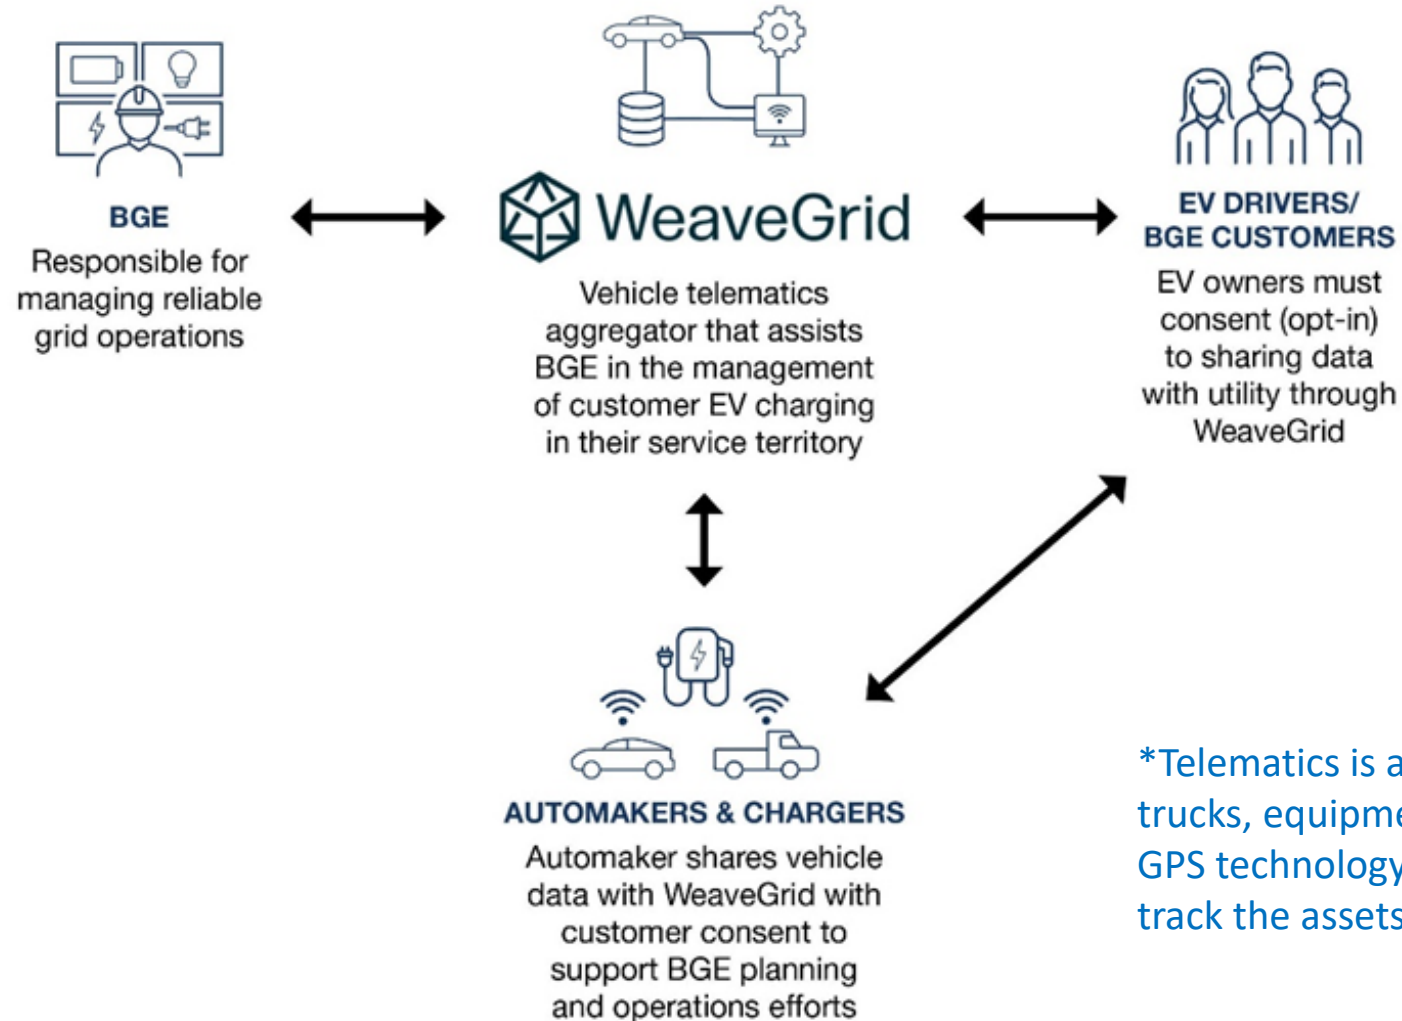 BGE
Responsible for
managing reliable
grid operations
WeaveGrid
Vehicle telematics
aggregator that assists
BGE in the management
of customer EV charging
in their service territory
EV DRIVERS/
BGE CUSTOMERS
EV owners must
consent (opt-in)
to sharing data
with utility through
WeaveGrid
AUTOMAKERS & CHARGERS
Automaker shares vehicle
data with WeaveGrid with
customer consent to
support BGE planning
and operations efforts
*Telematics is a
trucks, equipme
GPS technology
track the assets